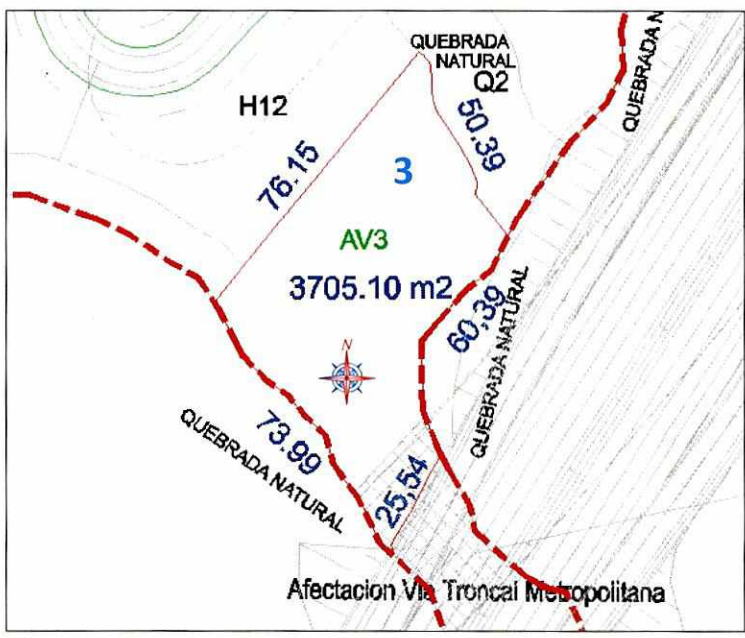 QUEBRADA
NATURAL
Q2
QUEBRADA N
H12
76.15
50,39
3
AV3
3705.10 m2
60,39
QUEBRADA NATURAL
N
73.99
QUEBRADA NATURAL
25,54
Afectacion Via Troncal Metropolitana